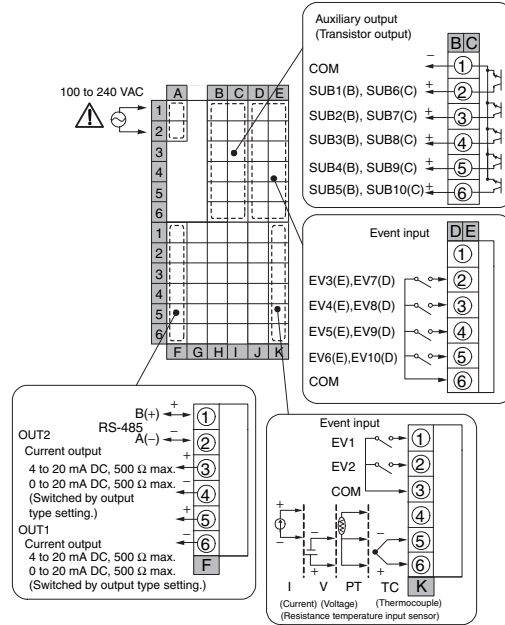 Auxiliary output
(Transistor output)
B C
− COM 1
+ SUB1(B), SUB6(C) 2
+ SUB2(B), SUB7(C) 3
+ SUB3(B), SUB8(C) 4
+ SUB4(B), SUB9(C) 5
+ SUB5(B), SUB10(C) 6
100 to 240 VAC
A B C D E
1
2
3
4
5
6
1
2
3
4
5
6
F G H I J K
Event input
D E
1
EV3(E),EV7(D) 2
EV4(E),EV8(D) 3
EV5(E),EV9(D) 4
EV6(E),EV10(D) 5
COM 6
B(+) + 1
RS-485
A(−) − 2
OUT2
Current output
+ 3
4 to 20 mA DC, 500 Ω max.
0 to 20 mA DC, 500 Ω max.
− 4
(Switched by output
type setting.)
+ 5
OUT1
− 6
Current output
4 to 20 mA DC, 500 Ω max.
0 to 20 mA DC, 500 Ω max.
(Switched by output type setting.)
F
Event input
EV1 1
EV2 2
COM 3
4
5
6
+ −
− +
− +
I V PT TC K
(Current) (Voltage) (Thermocouple)
(Resistance temperature input sensor)